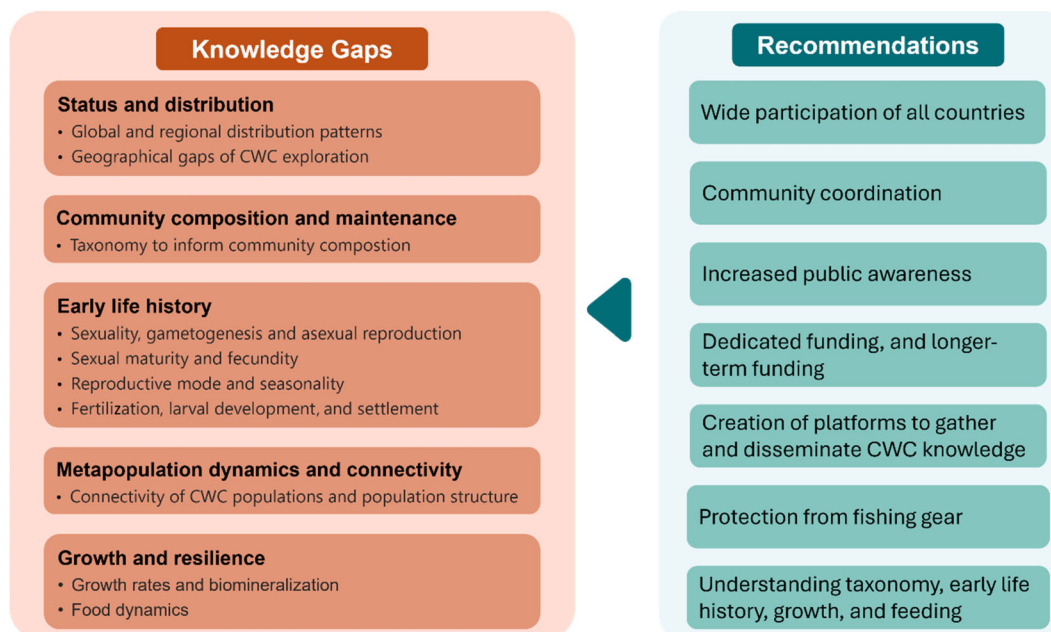 Knowledge Gaps
Status and distribution
• Global and regional distribution patterns
• Geographical gaps of CWC exploration
Community composition and maintenance
• Taxonomy to inform community compostion
Early life history
• Sexuality, gametogenesis and asexual reproduction
• Sexual maturity and fecundity
• Reproductive mode and seasonality
• Fertilization, larval development, and settlement
Metapopulation dynamics and connectivity
• Connectivity of CWC populations and population structure
Growth and resilience
• Growth rates and biomineralization
• Food dynamics
Recommendations
Wide participation of all countries
Community coordination
Increased public awareness
Dedicated funding, and longer-
term funding
Creation of platforms to gather
and disseminate CWC knowledge
Protection from fishing gear
Understanding taxonomy, early life
history, growth, and feeding